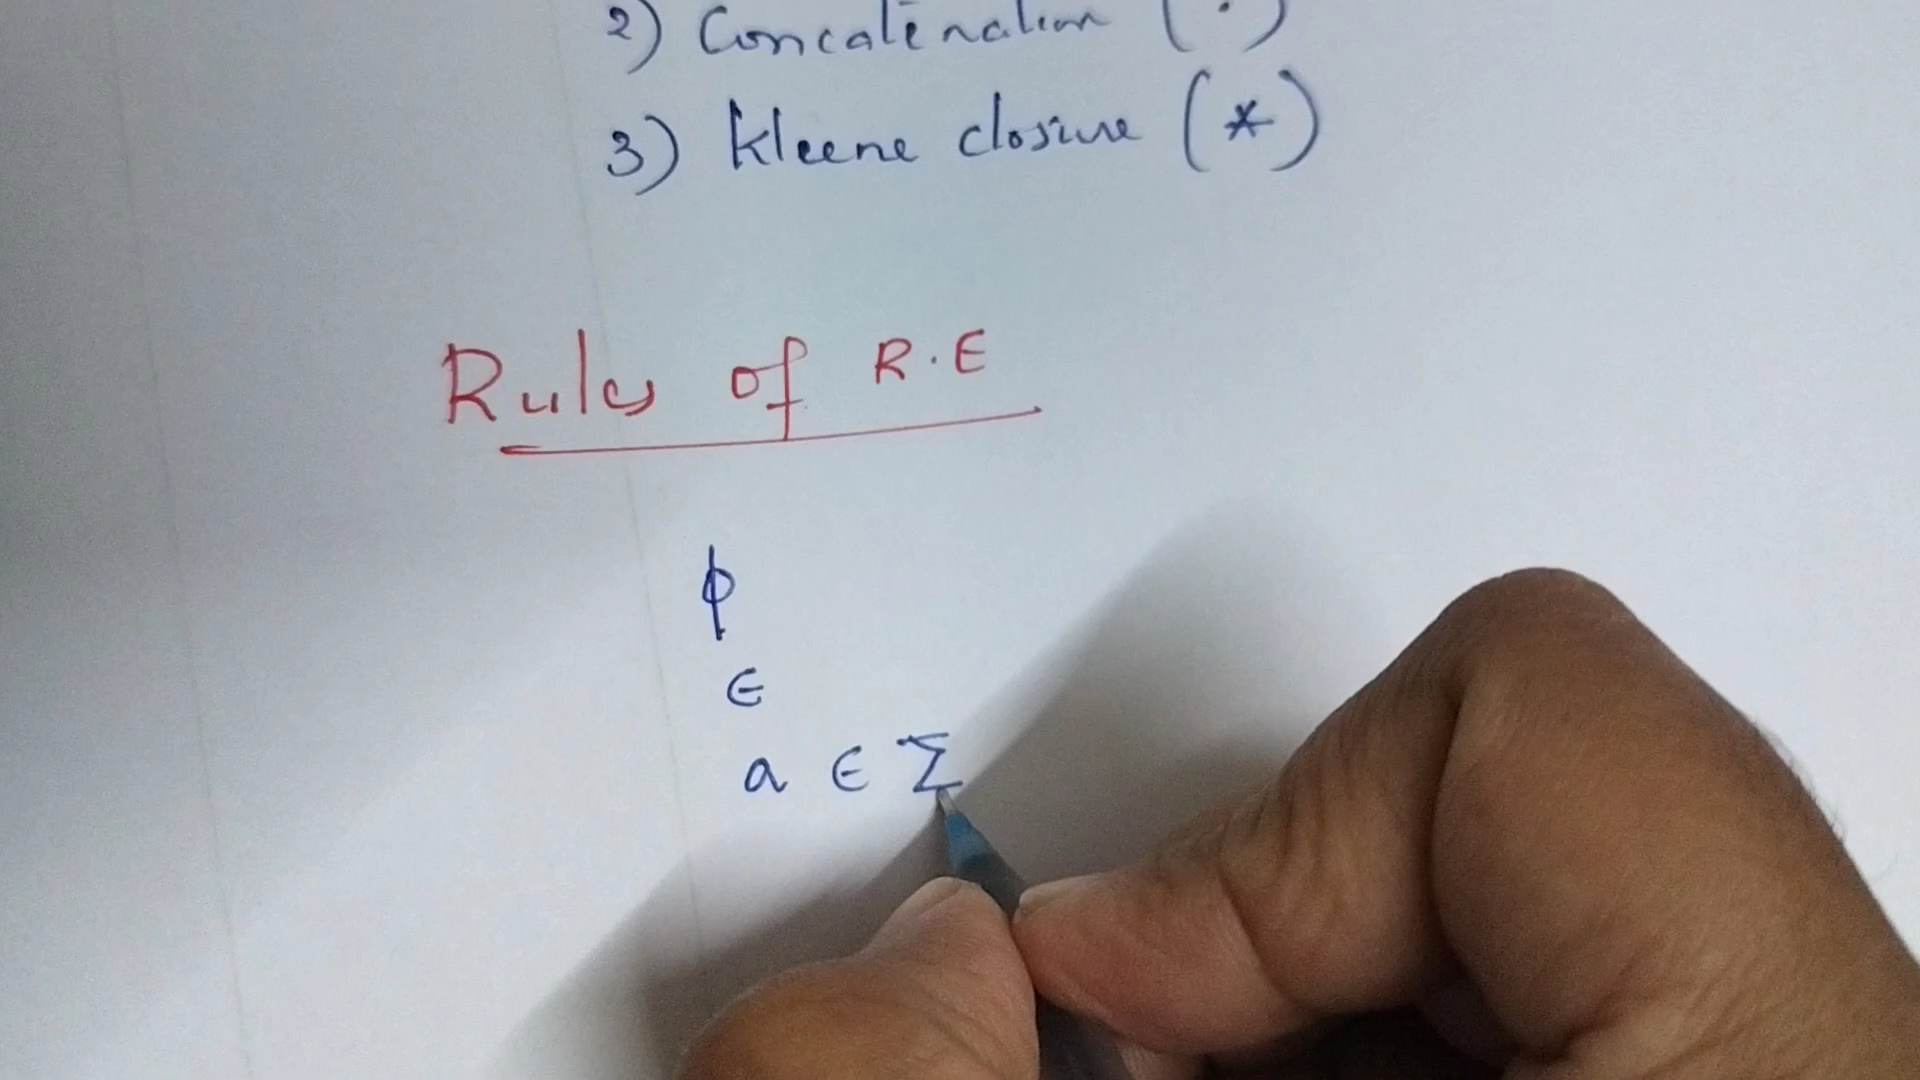 2) Concatenation (.)
3) kleene closure (*)
Rules of R.E
ϕ
ϵ
a ∈ Σ